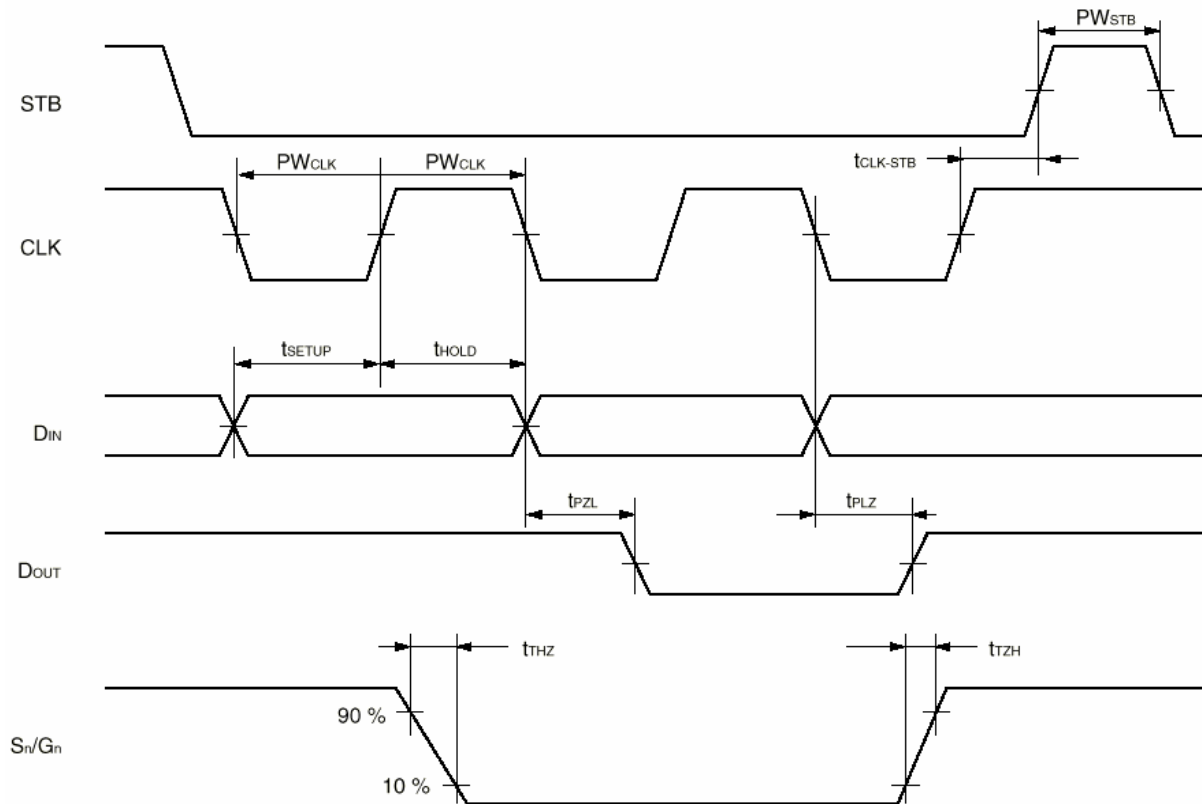 PWSTB
STB
tCLK-STB
PWCLK PWCLK
CLK
tSETUP tHOLD
DIN
tPZL tPLZ
DOUT
tTHZ tTZH
90 %
Sn/Gn
10 %